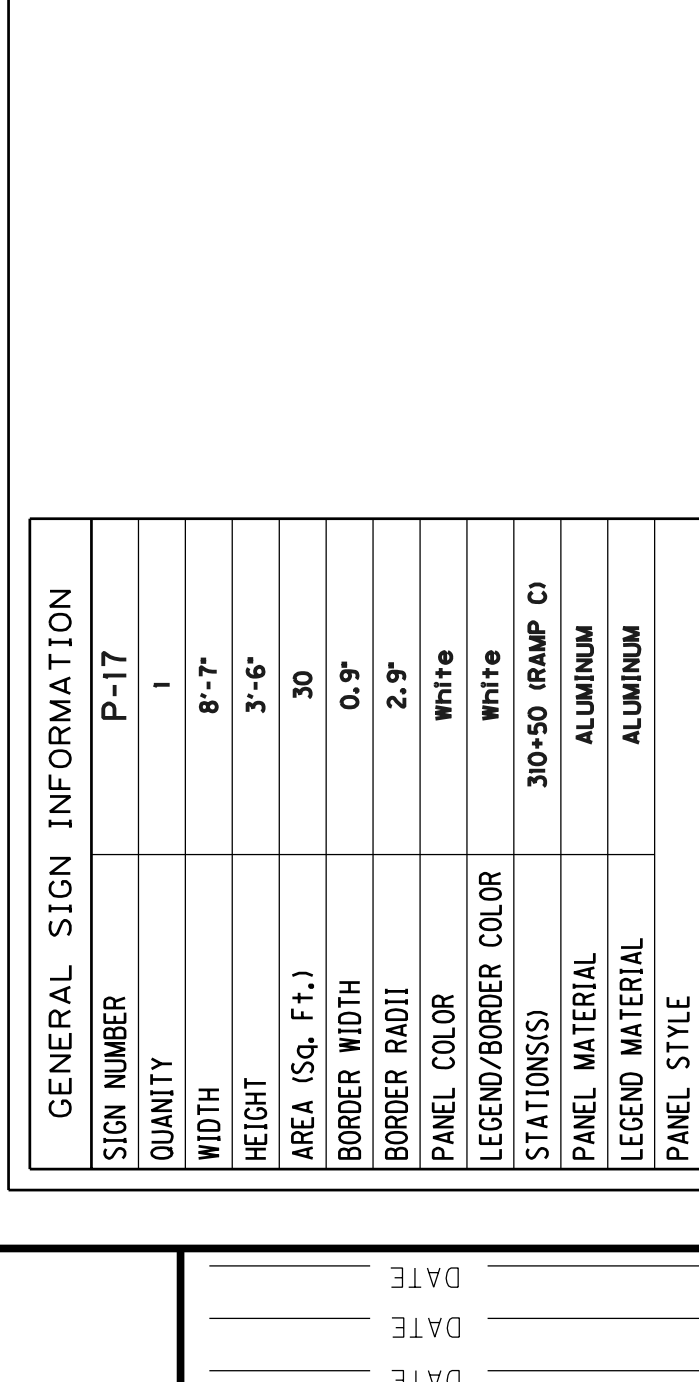 GENERAL SIGN INFORMATION
SIGN NUMBER P-17
QUANITY 1
WIDTH 8'-7"
HEIGHT 3'-6"
AREA (Sq. Ft.) 30
BORDER WIDTH 0.9"
BORDER RADII 2.9"
PANEL COLOR White
LEGEND/BORDER COLOR White
STATIONS(S) 310+50 (RAMP C)
PANEL MATERIAL ALUMINUM
LEGEND MATERIAL ALUMINUM
PANEL STYLE
DATE
DATE
DATE